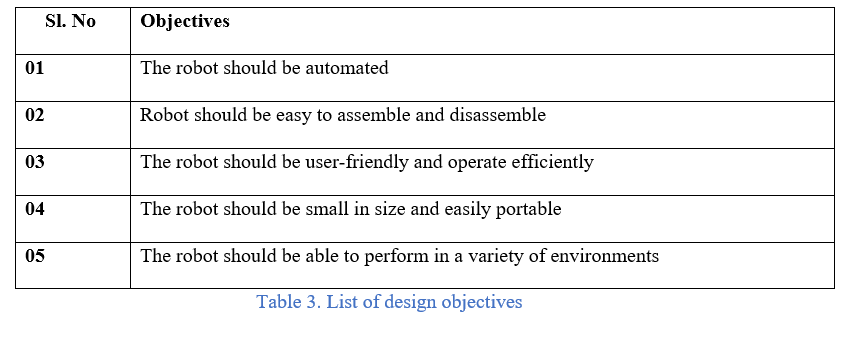 Sl. No Objectives
01 The robot should be automated
02 Robot should be easy to assemble and disassemble
03 The robot should be user-friendly and operate efficiently
04 The robot should be small in size and easily portable
05 The robot should be able to perform in a variety of environments
Table 3. List of design objectives